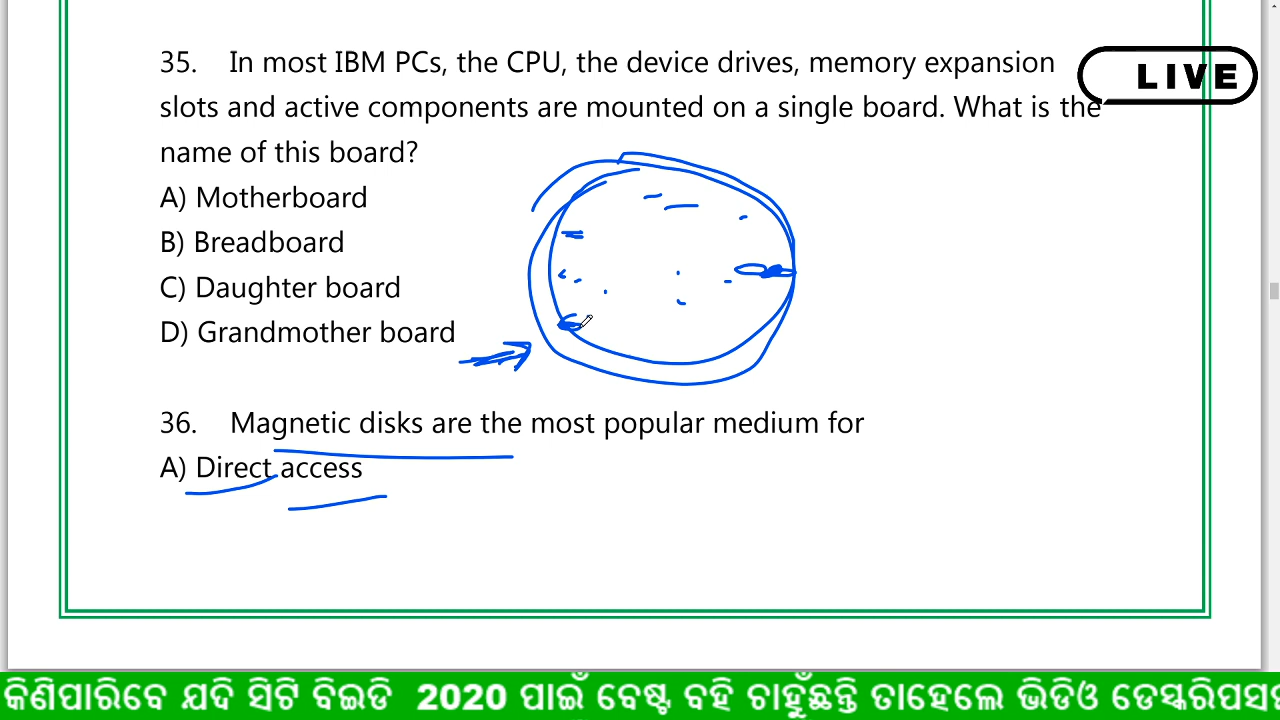 35. In most IBM PCs, the CPU, the device drives, memory expansion
LIVE
slots and active components are mounted on a single board. What is the
name of this board?
A) Motherboard
B) Breadboard
C) Daughter board
D) Grandmother board
36. Magnetic disks are the most popular medium for
A) Direct access
କିଣିପାରିବେ ଯଦି ସିଟି ବିଇଡି 2020 ପାଇଁ ବେଷ୍ଟ ବହି ଚାହୁଁଛନ୍ତି ତାହେଲେ ଭିଡିଓ